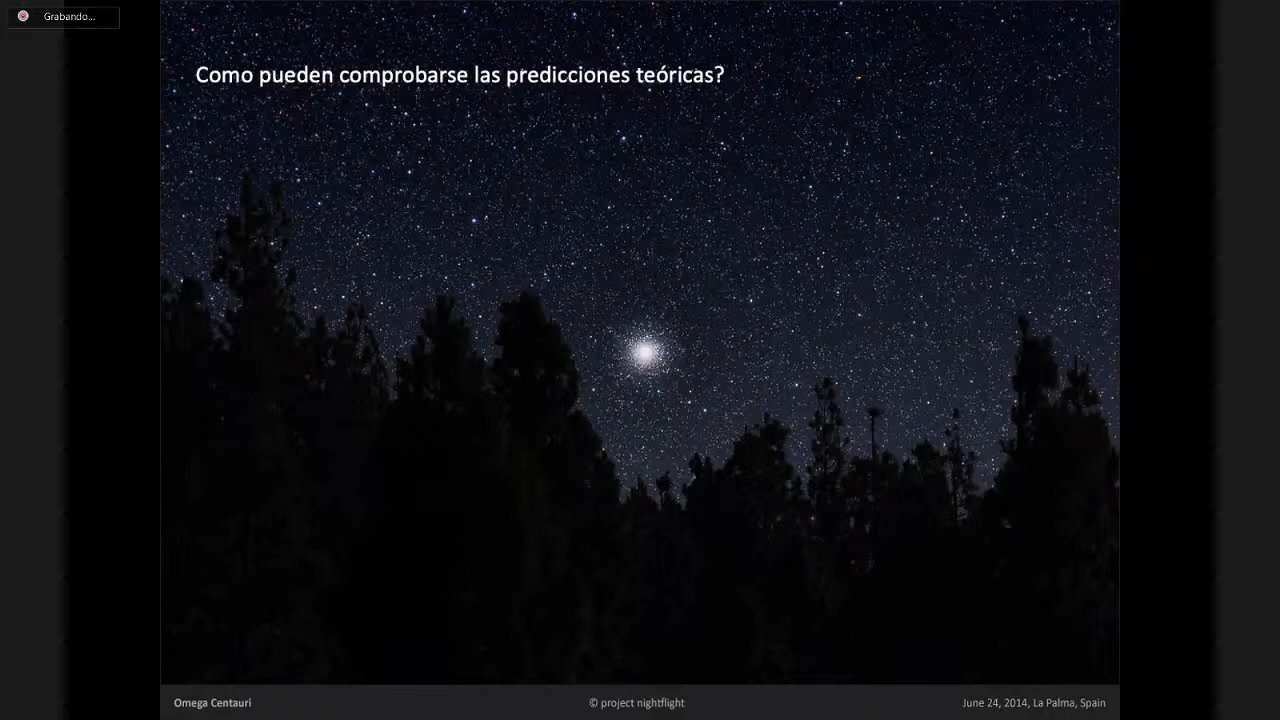 Grabando...
Como pueden comprobarse las predicciones teóricas?
Omega Centauri
© project nightflight
June 24, 2014, La Palma, Spain